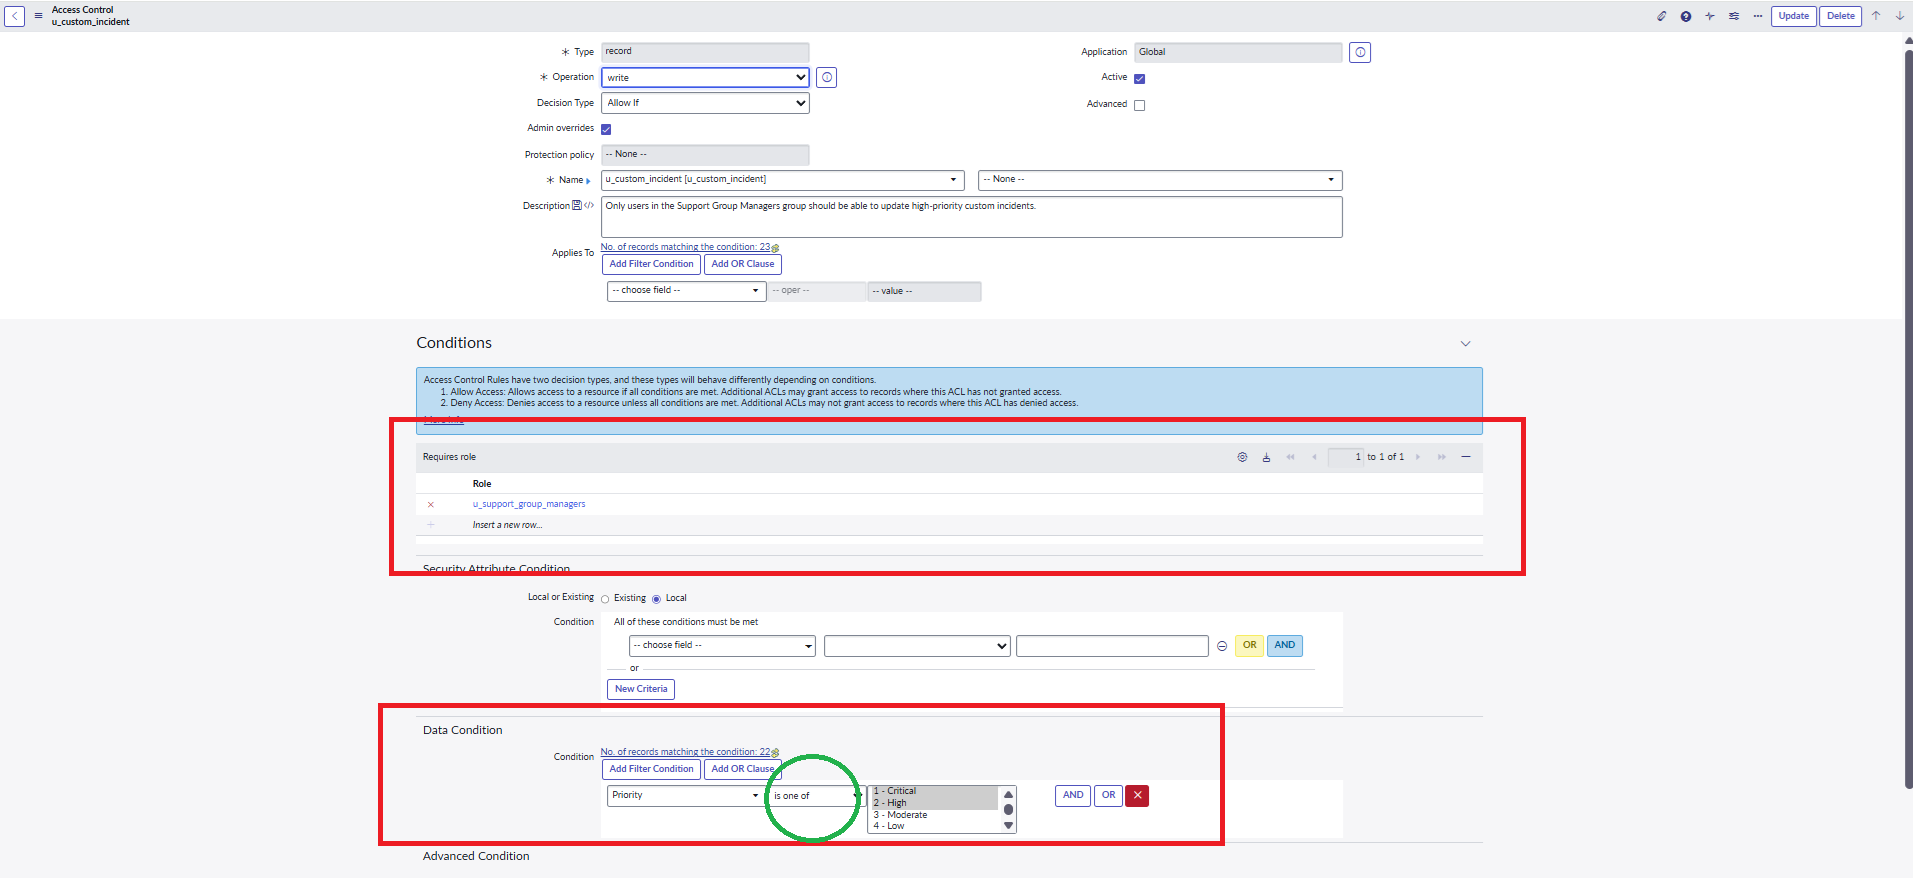 Access Control
u_custom_incident
Update Delete
Type record
Application Global
Operation write
Active
Decision Type Allow If
Advanced
Admin overrides
Protection policy -- None --
Name u_custom_incident [u_custom_incident] -- None --
Description Only users in the Support Group Managers group should be able to update high-priority custom incidents.
No. of records matching the condition: 23
Applies To
Add Filter Condition Add OR Clause
-- choose field -- -- oper -- -- value --
Conditions
Access Control Rules have two decision types, and these types will behave differently depending on conditions.
1. Allow Access: Allows access to a resource if all conditions are met. Additional ACLs may grant access to records where this ACL has not granted access.
2. Deny Access: Denies access to a resource unless all conditions are met. Additional ACLs may not grant access to records where this ACL has denied access.
More Info
Requires role 1 to 1 of 1
Role
u_support_group_managers
Insert a new row...
Security Attribute Condition
Local or Existing Existing Local
Condition All of these conditions must be met
-- choose field -- OR AND
or
New Criteria
Data Condition
No. of records matching the condition: 22
Condition
Add Filter Condition Add OR Clause
Priority is one of 1 - Critical AND OR
2 - High
3 - Moderate
4 - Low
Advanced Condition